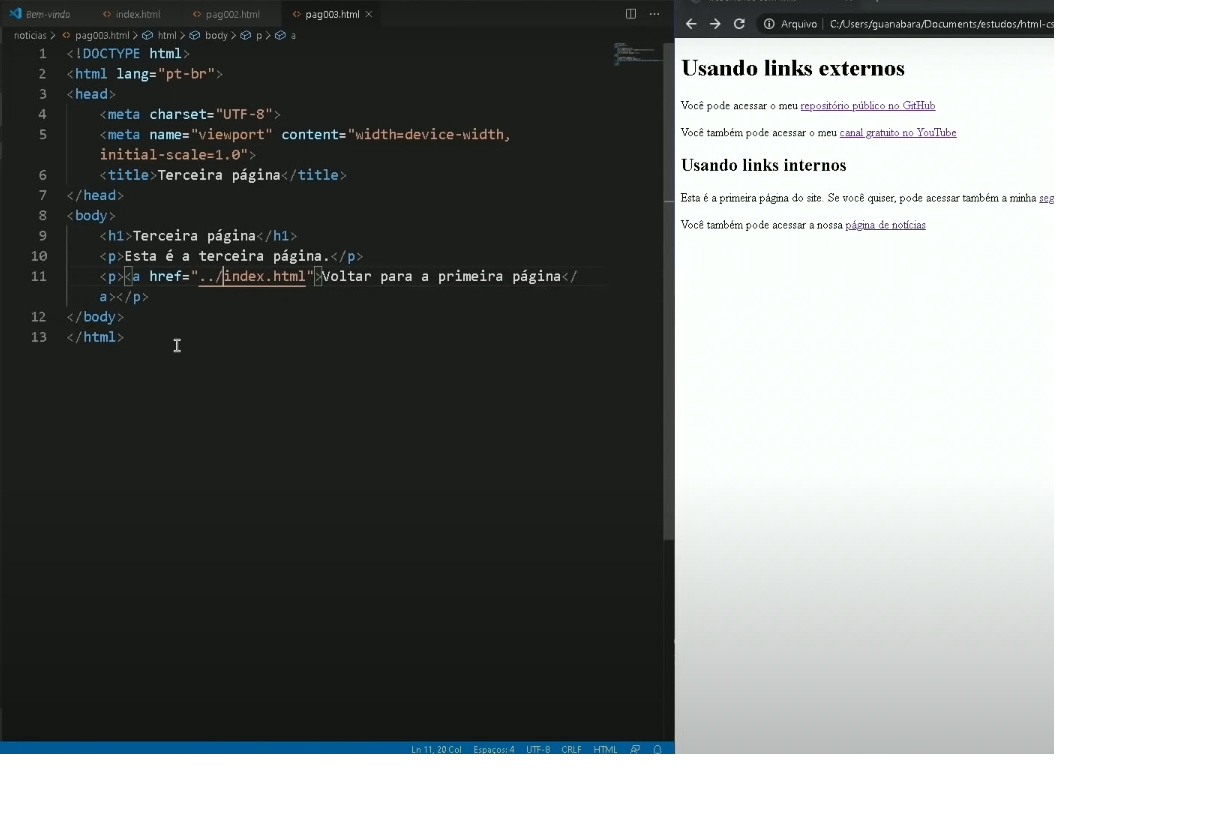 Bem-vindo index.html pag002.html pag003.html
noticias > pag003.html > html > body > p > a
1 <!DOCTYPE html>
2 <html lang="pt-br">
3 <head>
4 <meta charset="UTF-8">
5 <meta name="viewport" content="width=device-width,
initial-scale=1.0">
6 <title>Terceira página</title>
7 </head>
8 <body>
9 <h1>Terceira página</h1>
10 <p>Esta é a terceira página.</p>
11 <p><a href="../index.html">Voltar para a primeira página</
a></p>
12 </body>
13 </html>
Ln 11, 20 Col Espaços: 4 UTF-8 CRLF HTML
Arquivo C:/Users/guanabara/Documents/estudos/html-cs
Usando links externos
Você pode acessar o meu repositório público no GitHub
Você também pode acessar o meu canal gratuito no YouTube
Usando links internos
Esta é a primeira página do site. Se você quiser, pode acessar também a minha seg
Você também pode acessar a nossa página de notícias